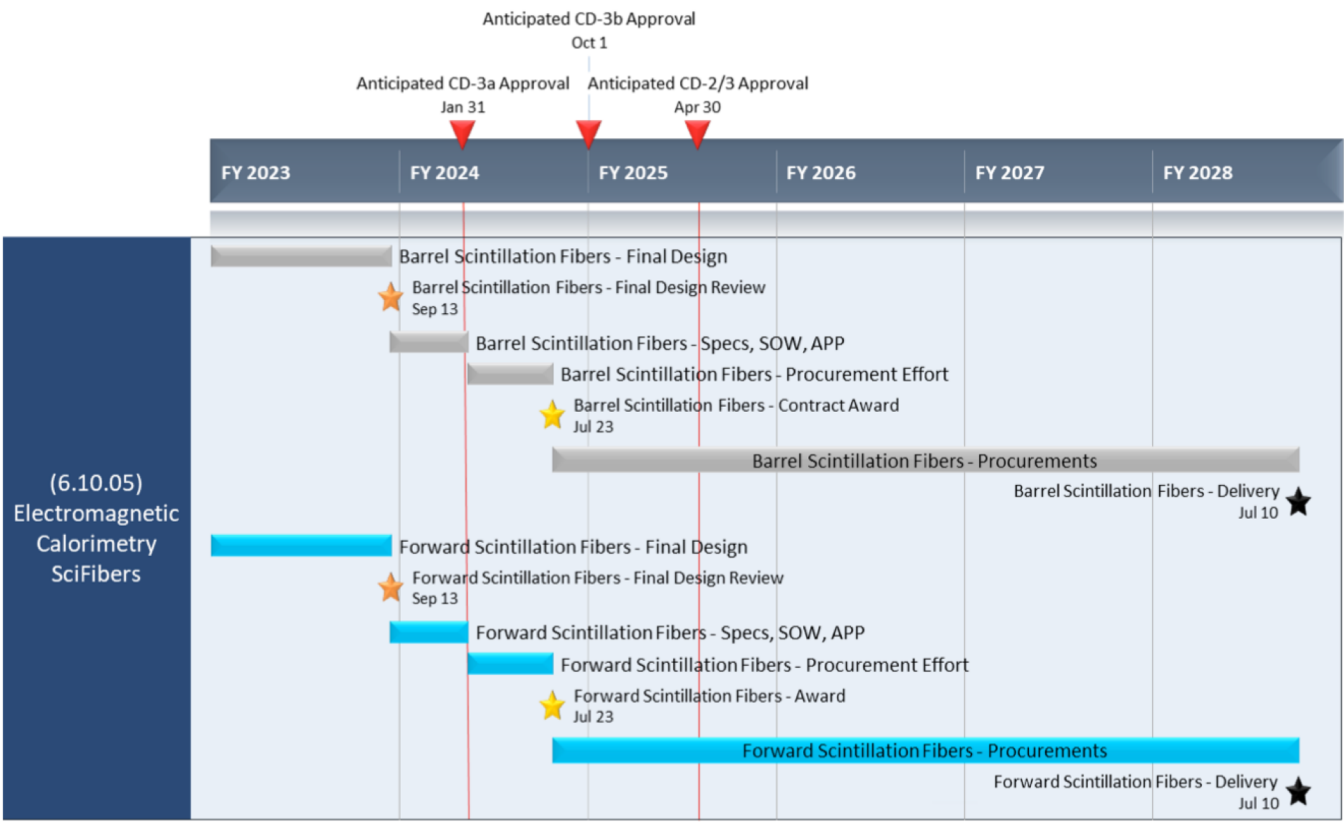 Anticipated CD-3b Approval
Oct 1
Anticipated CD-3a Approval
Jan 31
Anticipated CD-2/3 Approval
Apr 30
FY 2023
FY 2024
FY 2025
FY 2026
FY 2027
FY 2028
(6.10.05)
Electromagnetic
Calorimetry
SciFibers
Barrel Scintillation Fibers - Final Design
Barrel Scintillation Fibers - Final Design Review
Sep 13
Barrel Scintillation Fibers - Specs, SOW, APP
Barrel Scintillation Fibers - Procurement Effort
Barrel Scintillation Fibers - Contract Award
Jul 23
Barrel Scintillation Fibers - Procurements
Barrel Scintillation Fibers - Delivery
Jul 10
Forward Scintillation Fibers - Final Design
Forward Scintillation Fibers - Final Design Review
Sep 13
Forward Scintillation Fibers - Specs, SOW, APP
Forward Scintillation Fibers - Procurement Effort
Forward Scintillation Fibers - Award
Jul 23
Forward Scintillation Fibers - Procurements
Forward Scintillation Fibers - Delivery
Jul 10